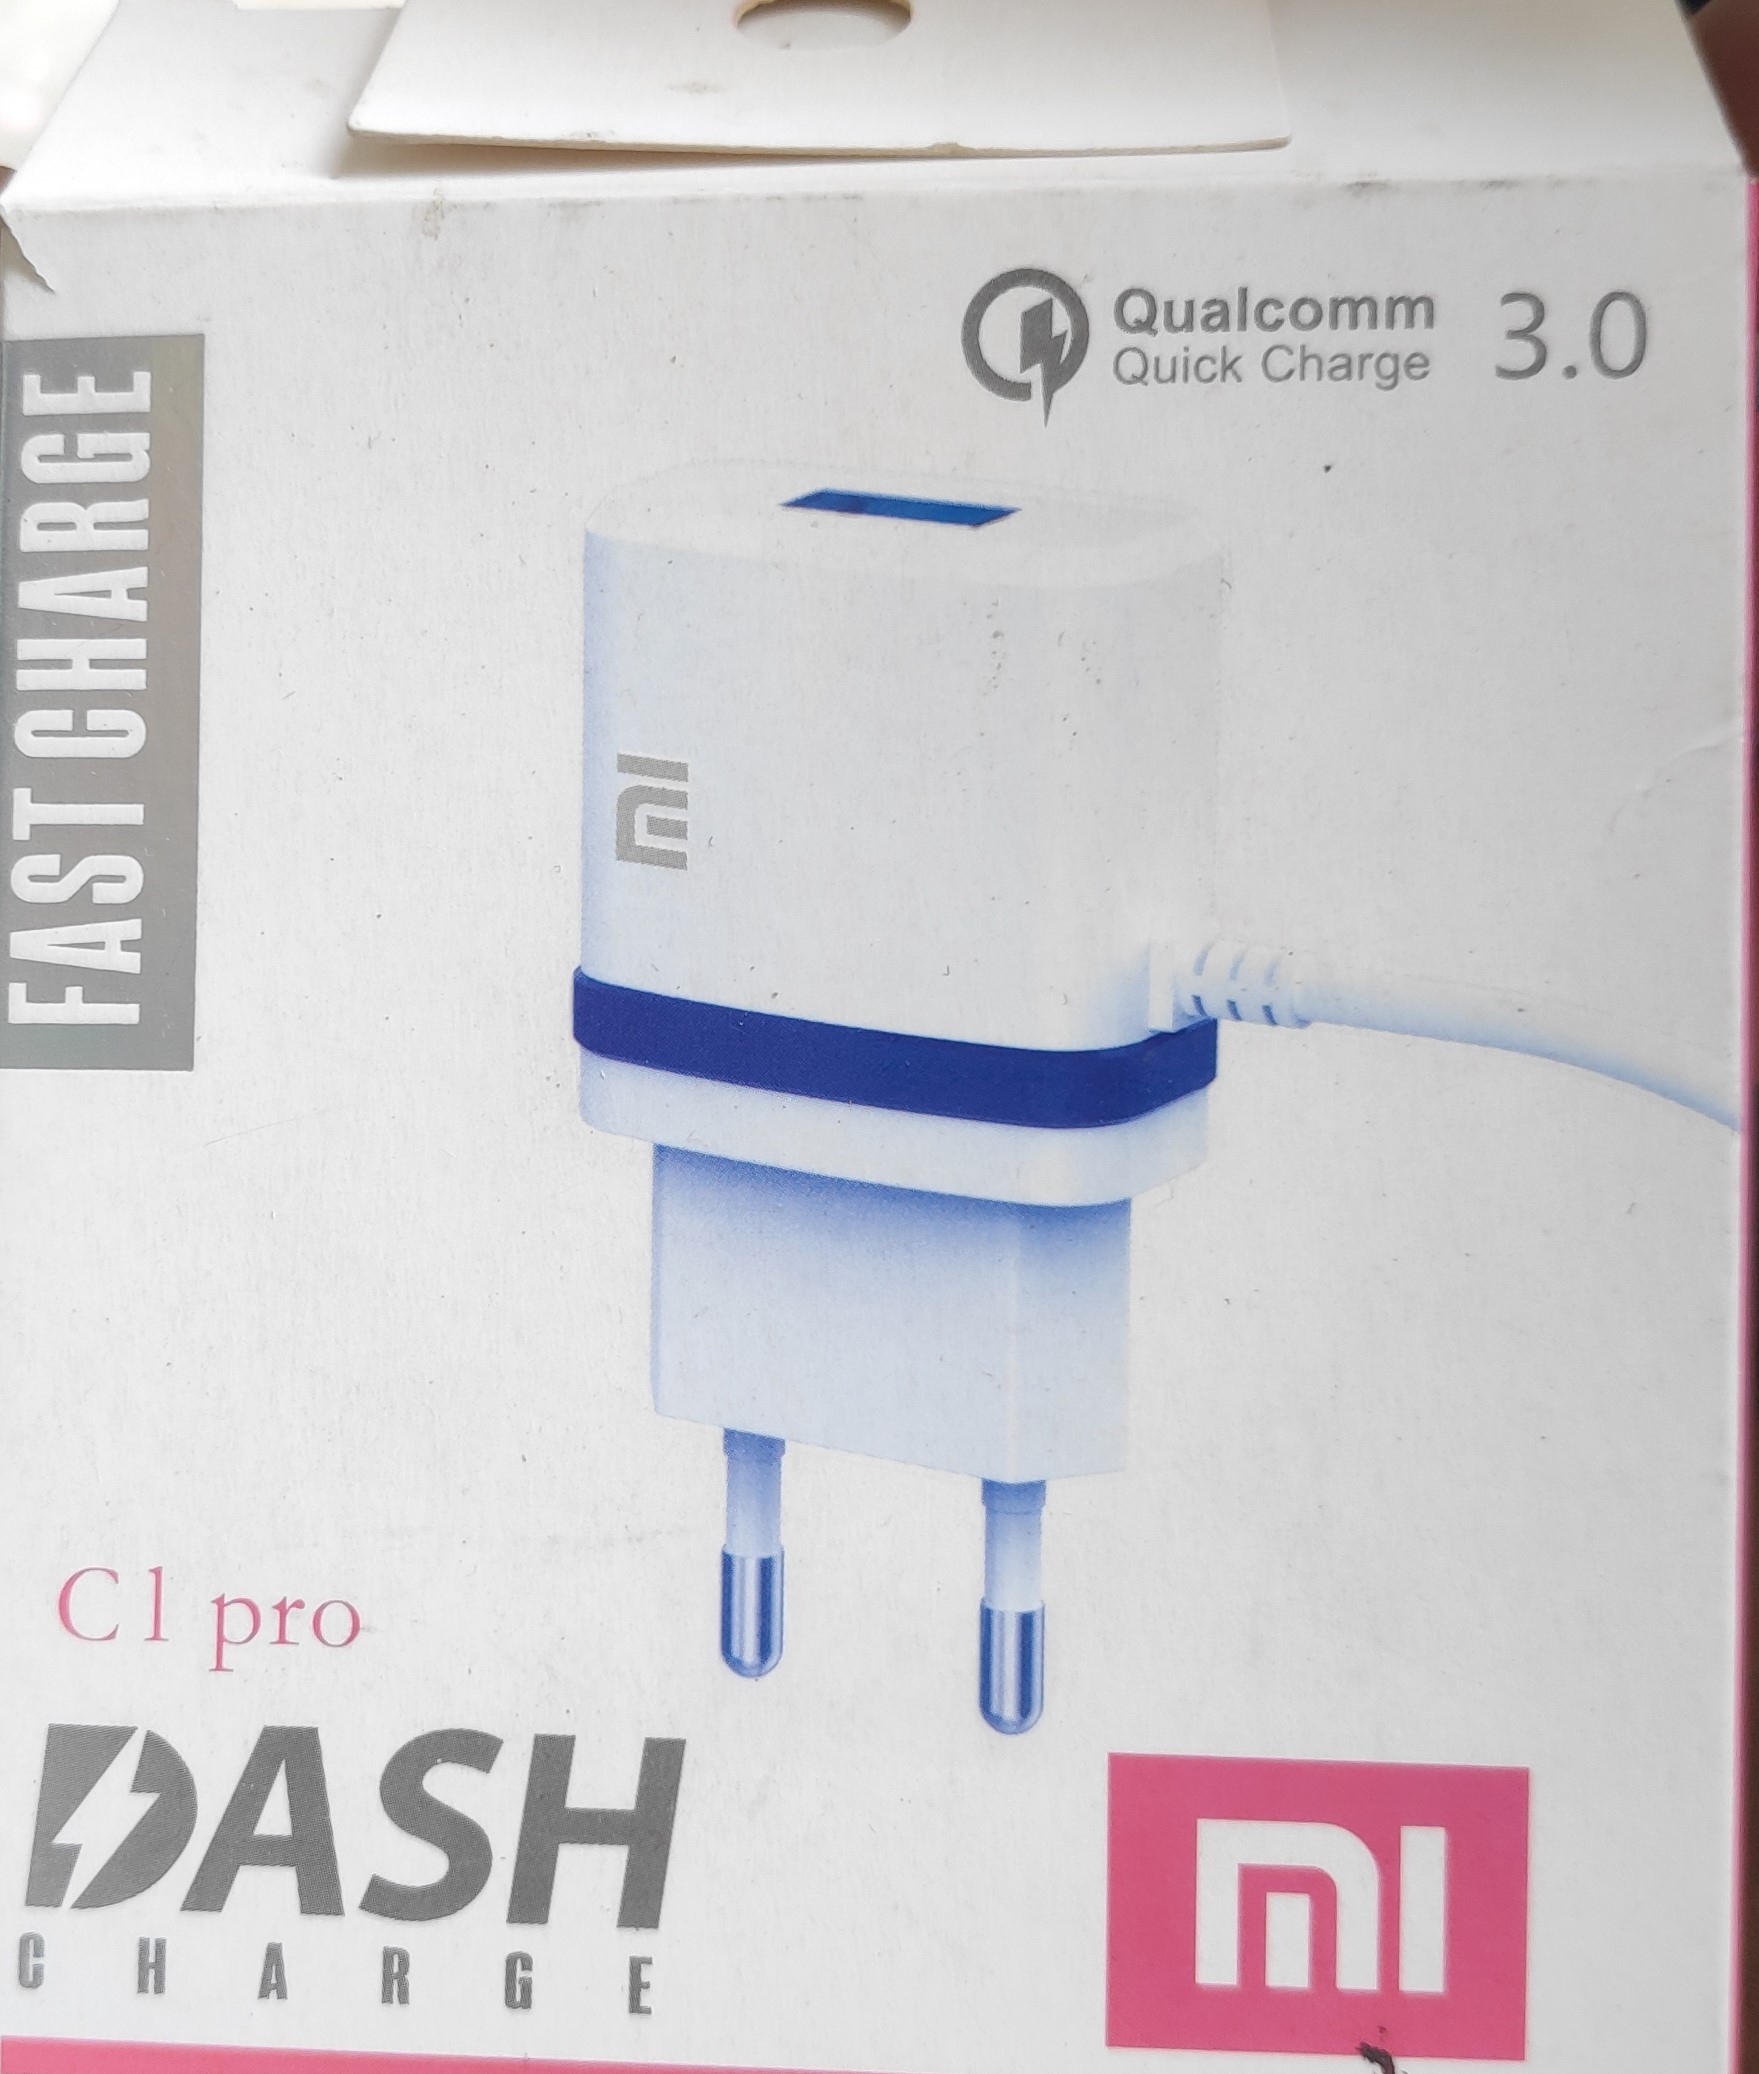 Qualcomm 3.0
Quick Charge
FAST CHARGE
mi
C1 pro
DASH
CHARGE
mi